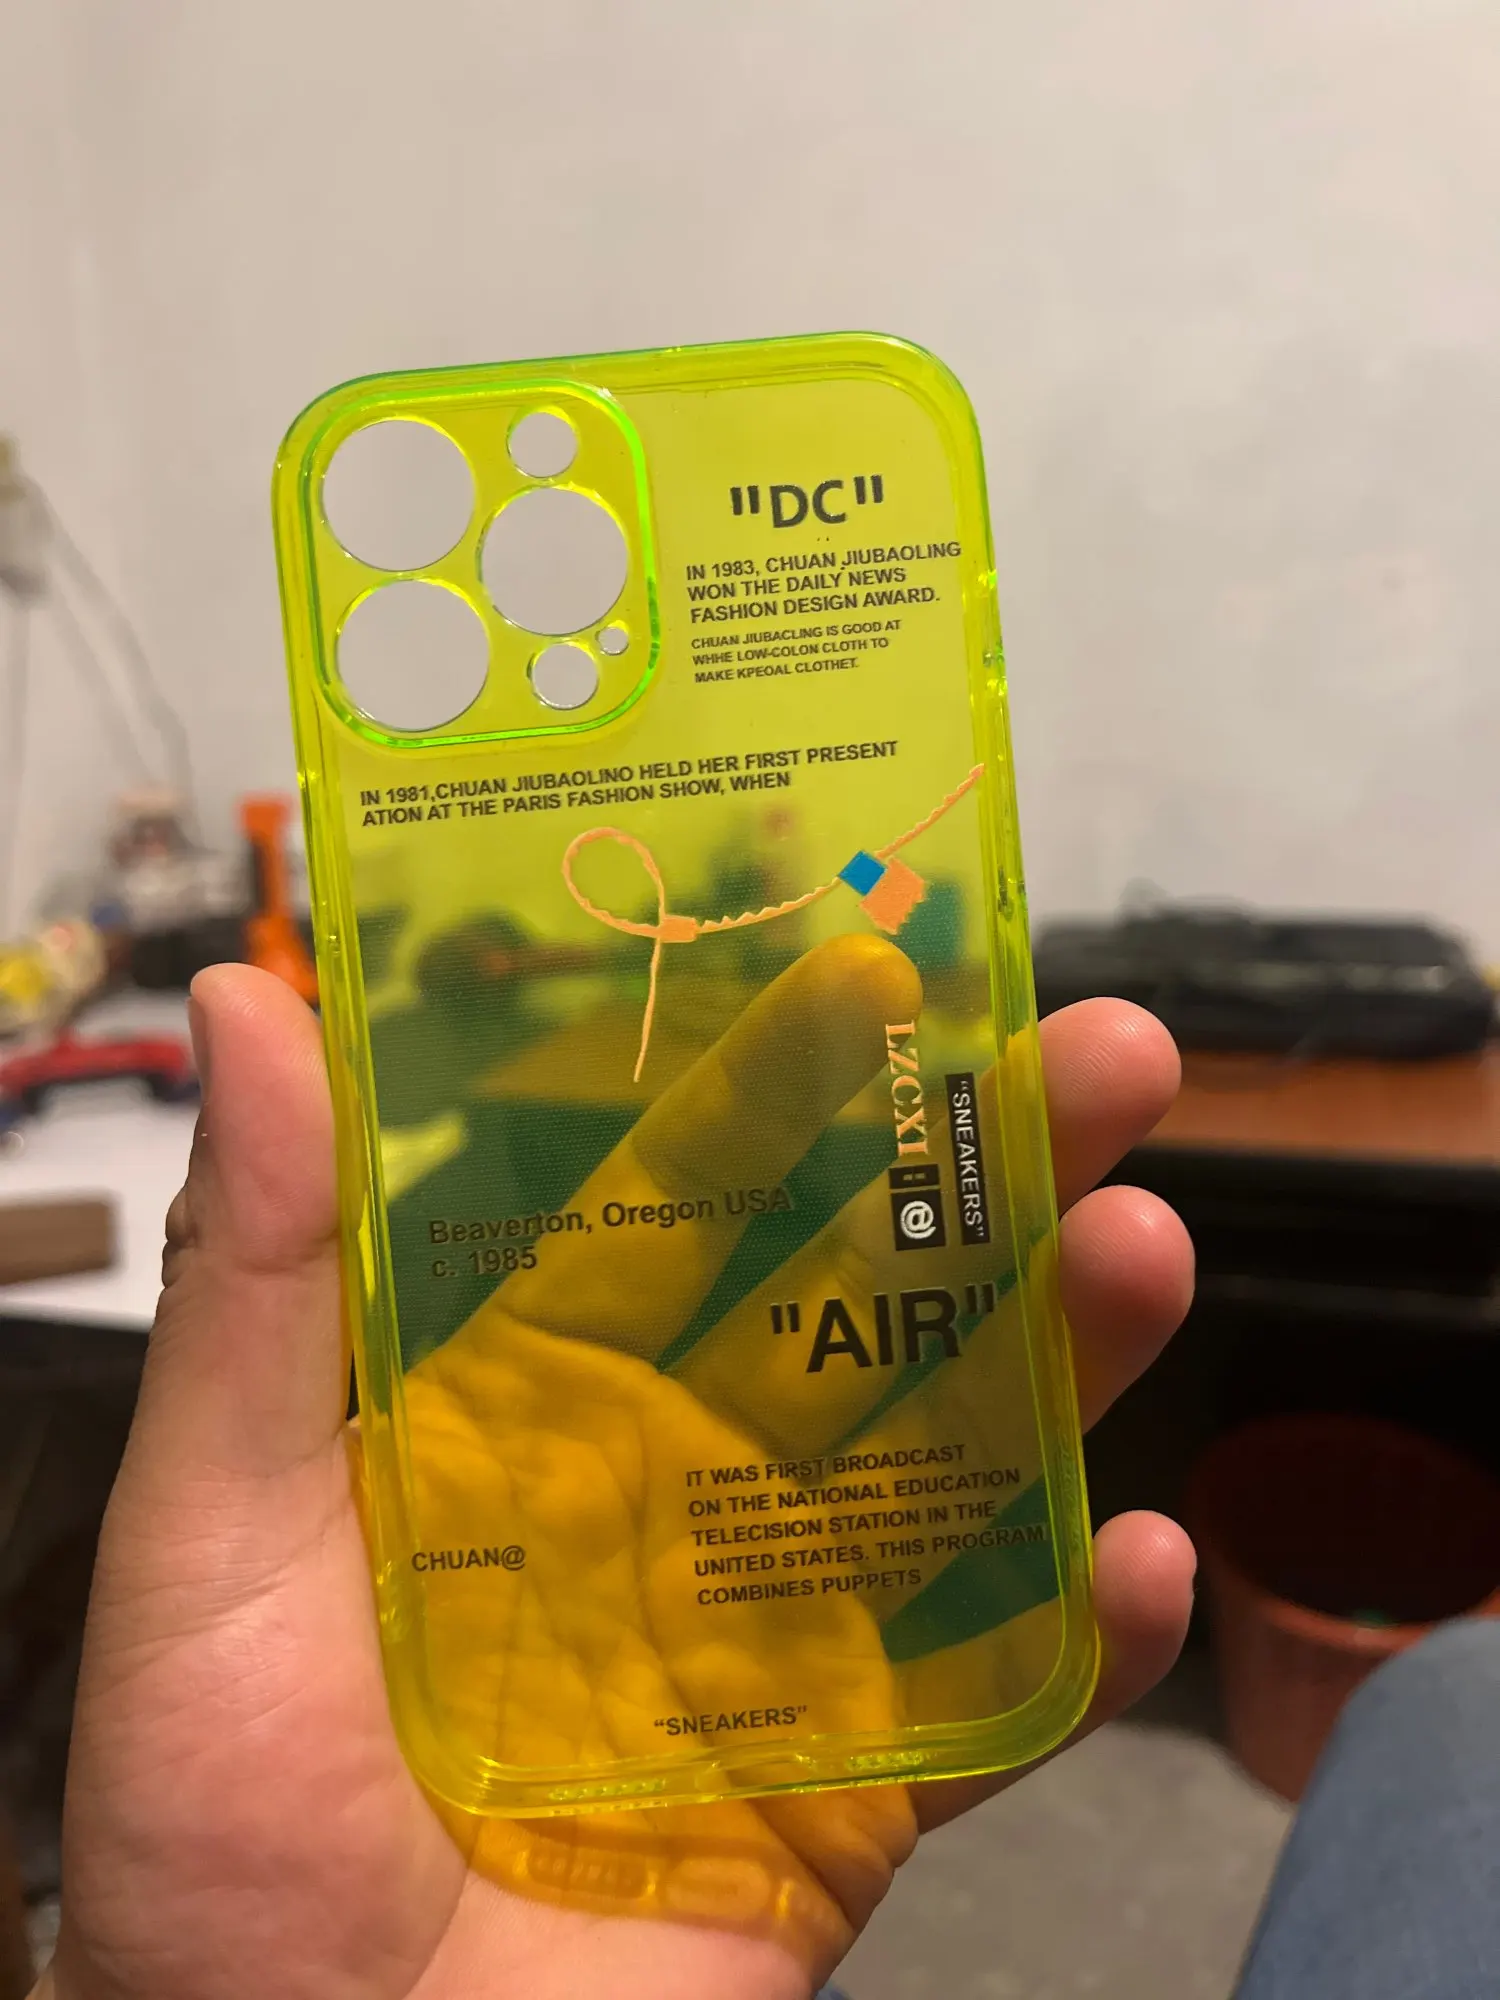 "DC"
IN 1983, CHUAN JIUBAOLING
WON THE DAILY NEWS
FASHION DESIGN AWARD.
CHUAN JIUBACLING IS GOOD AT
WHHE LOW-COLON CLOTH TO
MAKE KPEOAL CLOTHET.
IN 1981,CHUAN JIUBAOLINO HELD HER FIRST PRESENT
ATION AT THE PARIS FASHION SHOW, WHEN
LZCXI
@
"SNEAKERS"
Beaverton, Oregon USA
c. 1985
"AIR"
IT WAS FIRST BROADCAST
ON THE NATIONAL EDUCATION
TELECISION STATION IN THE
UNITED STATES. THIS PROGRAM
COMBINES PUPPETS
CHUAN@
“SNEAKERS”